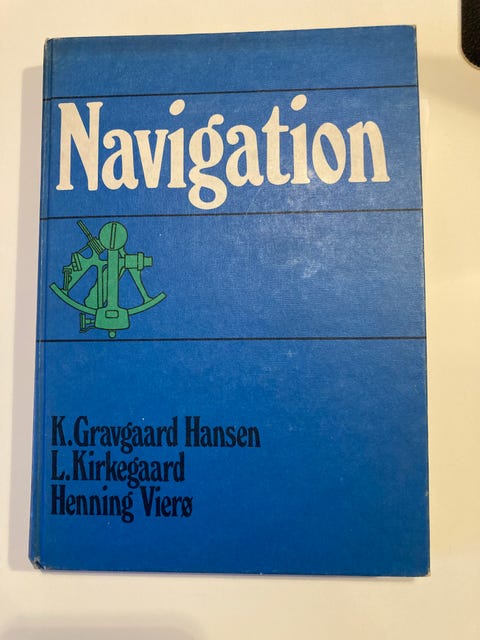 Navigation
K.Gravgaard Hansen
L.Kirkegaard
Henning Vierø